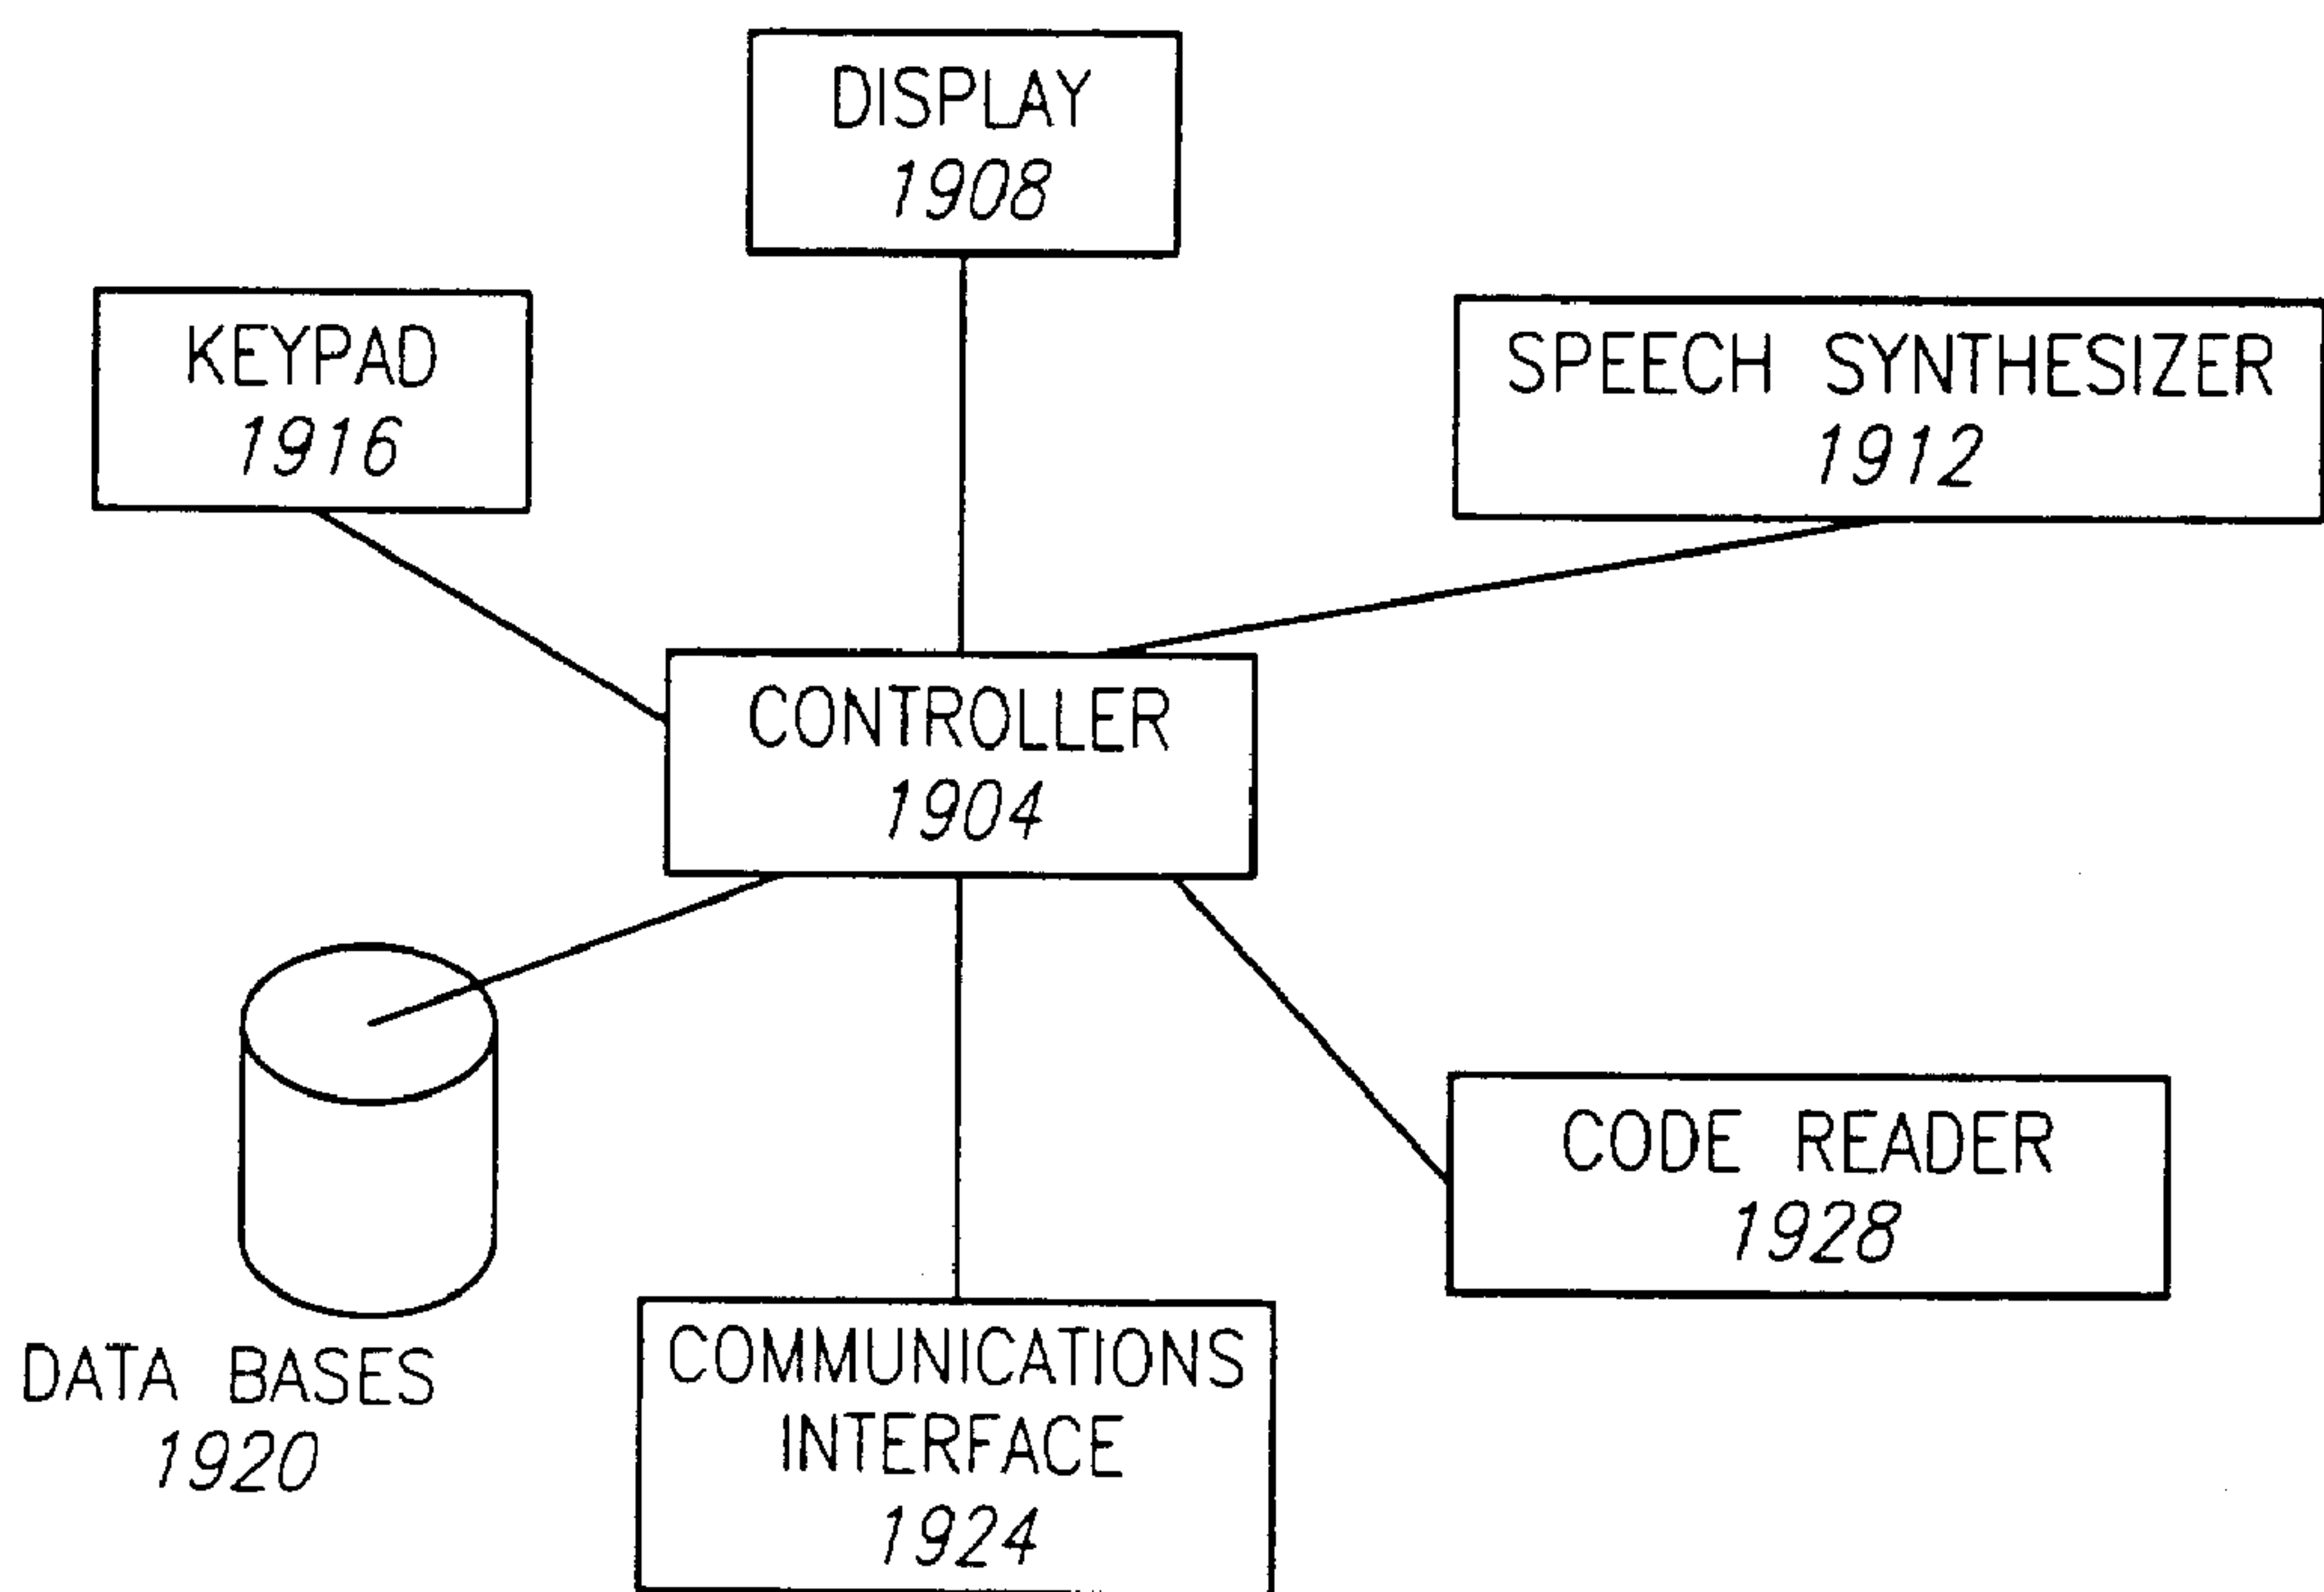 DISPLAY
1908
KEYPAD
1916
SPEECH SYNTHESIZER
1912
CONTROLLER
1904
CODE READER
1928
DATA BASES
1920
COMMUNICATIONS
INTERFACE
1924